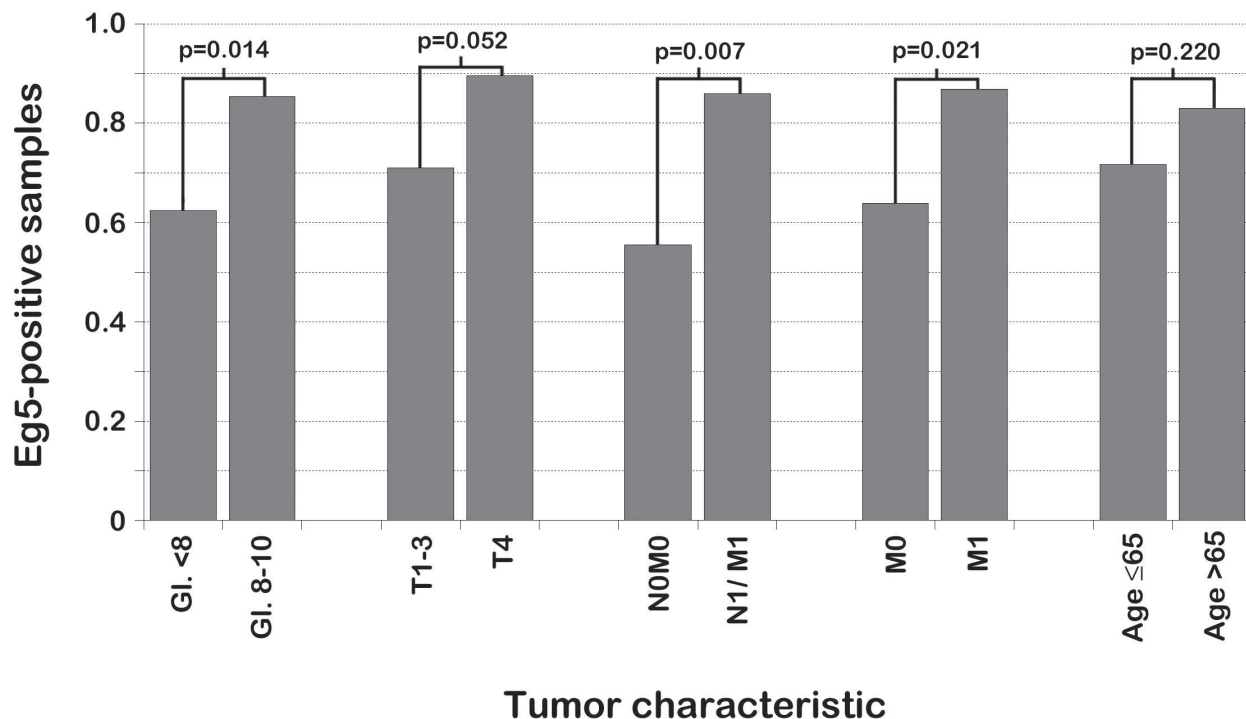 Eg5-positive samples
1.0
0.8
0.6
0.4
0.2
0
p=0.014
p=0.052
p=0.007
p=0.021
p=0.220
Gl. <8
Gl. 8-10
T1-3
T4
N0M0
N1/ M1
M0
M1
Age ≤65
Age >65
Tumor characteristic